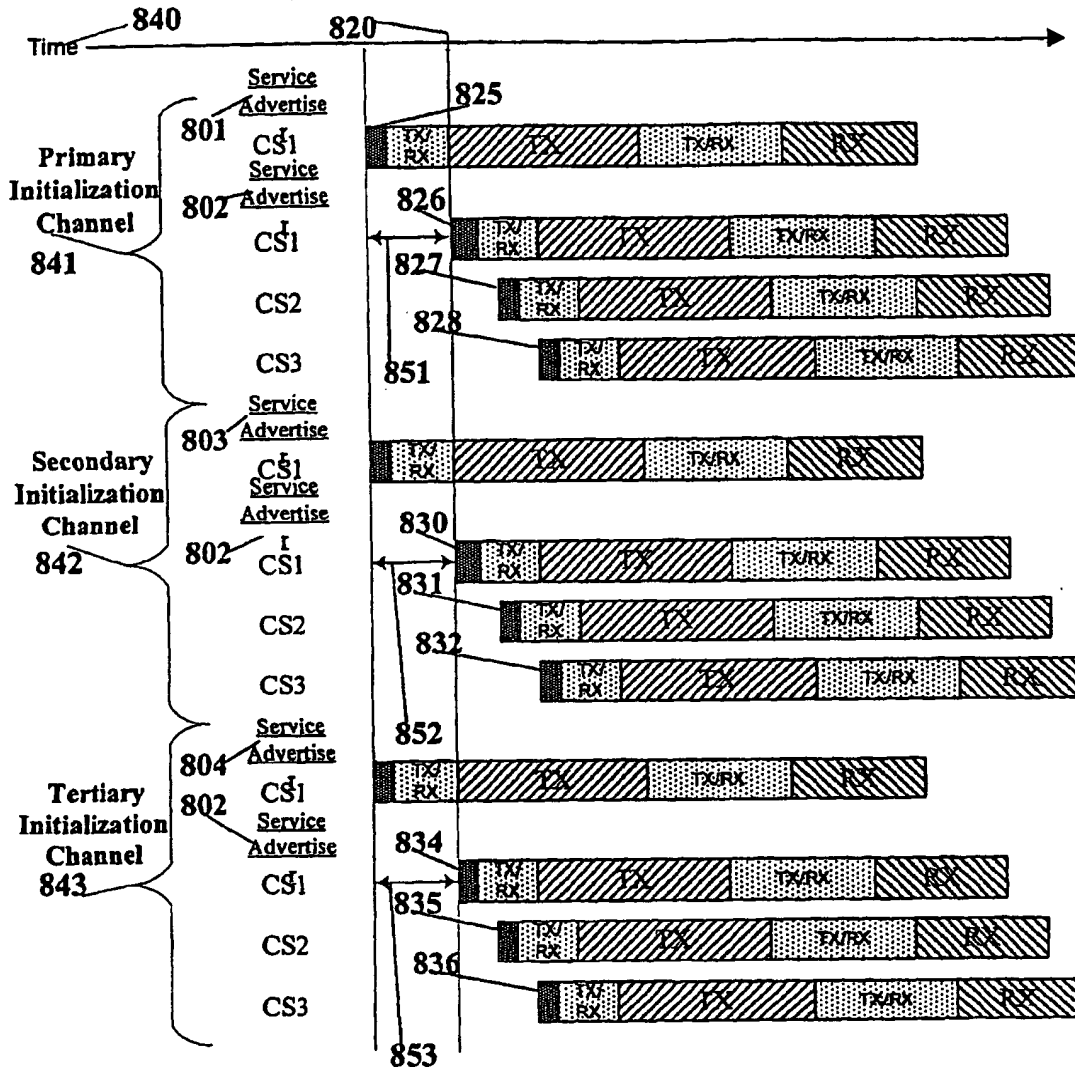 840
820
Time
Service
Advertise
825
801
CS1
TX/
RX
TX
TX/RX
RX
Primary
Initialization
Channel
841
Service
Advertise
802
826
CS1
TX/
RX
TX
TX/RX
RX
827
CS2
TX/
RX
TX
TX/RX
RX
828
CS3
TX/
RX
TX
TX/RX
RX
851
Service
Advertise
803
CS1
TX/
RX
TX
TX/RX
RX
Secondary
Initialization
Channel
842
Service
Advertise
802
830
CS1
TX/
RX
TX
TX/RX
RX
831
CS2
TX/
RX
TX
TX/RX
RX
832
CS3
TX/
RX
TX
TX/RX
RX
852
Service
Advertise
804
CS1
TX/
RX
TX
TX/RX
RX
Tertiary
Initialization
Channel
843
802
Service
Advertise
834
CS1
TX/
RX
TX
TX/RX
RX
835
CS2
TX/
RX
TX
TX/RX
RX
836
CS3
TX/
RX
TX
TX/RX
RX
853